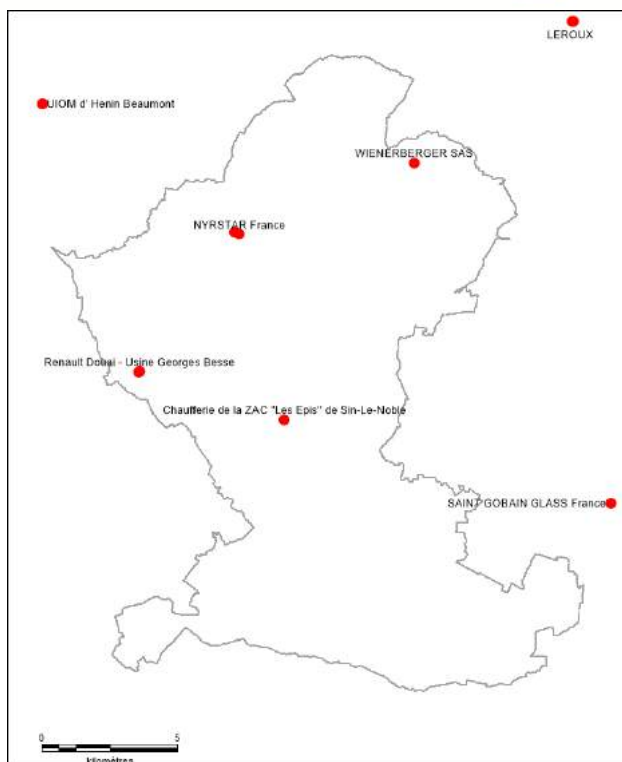 LEROUX
UIOM d' Henin Beaumont
WIENERBERGER SAS
NYRSTAR France
Renault Douai - Usine Georges Besse
Chaufferie de la ZAC "Les Epis" de Sin-Le-Noble
SAINT GOBAIN GLASS France
0 5
kilomètres